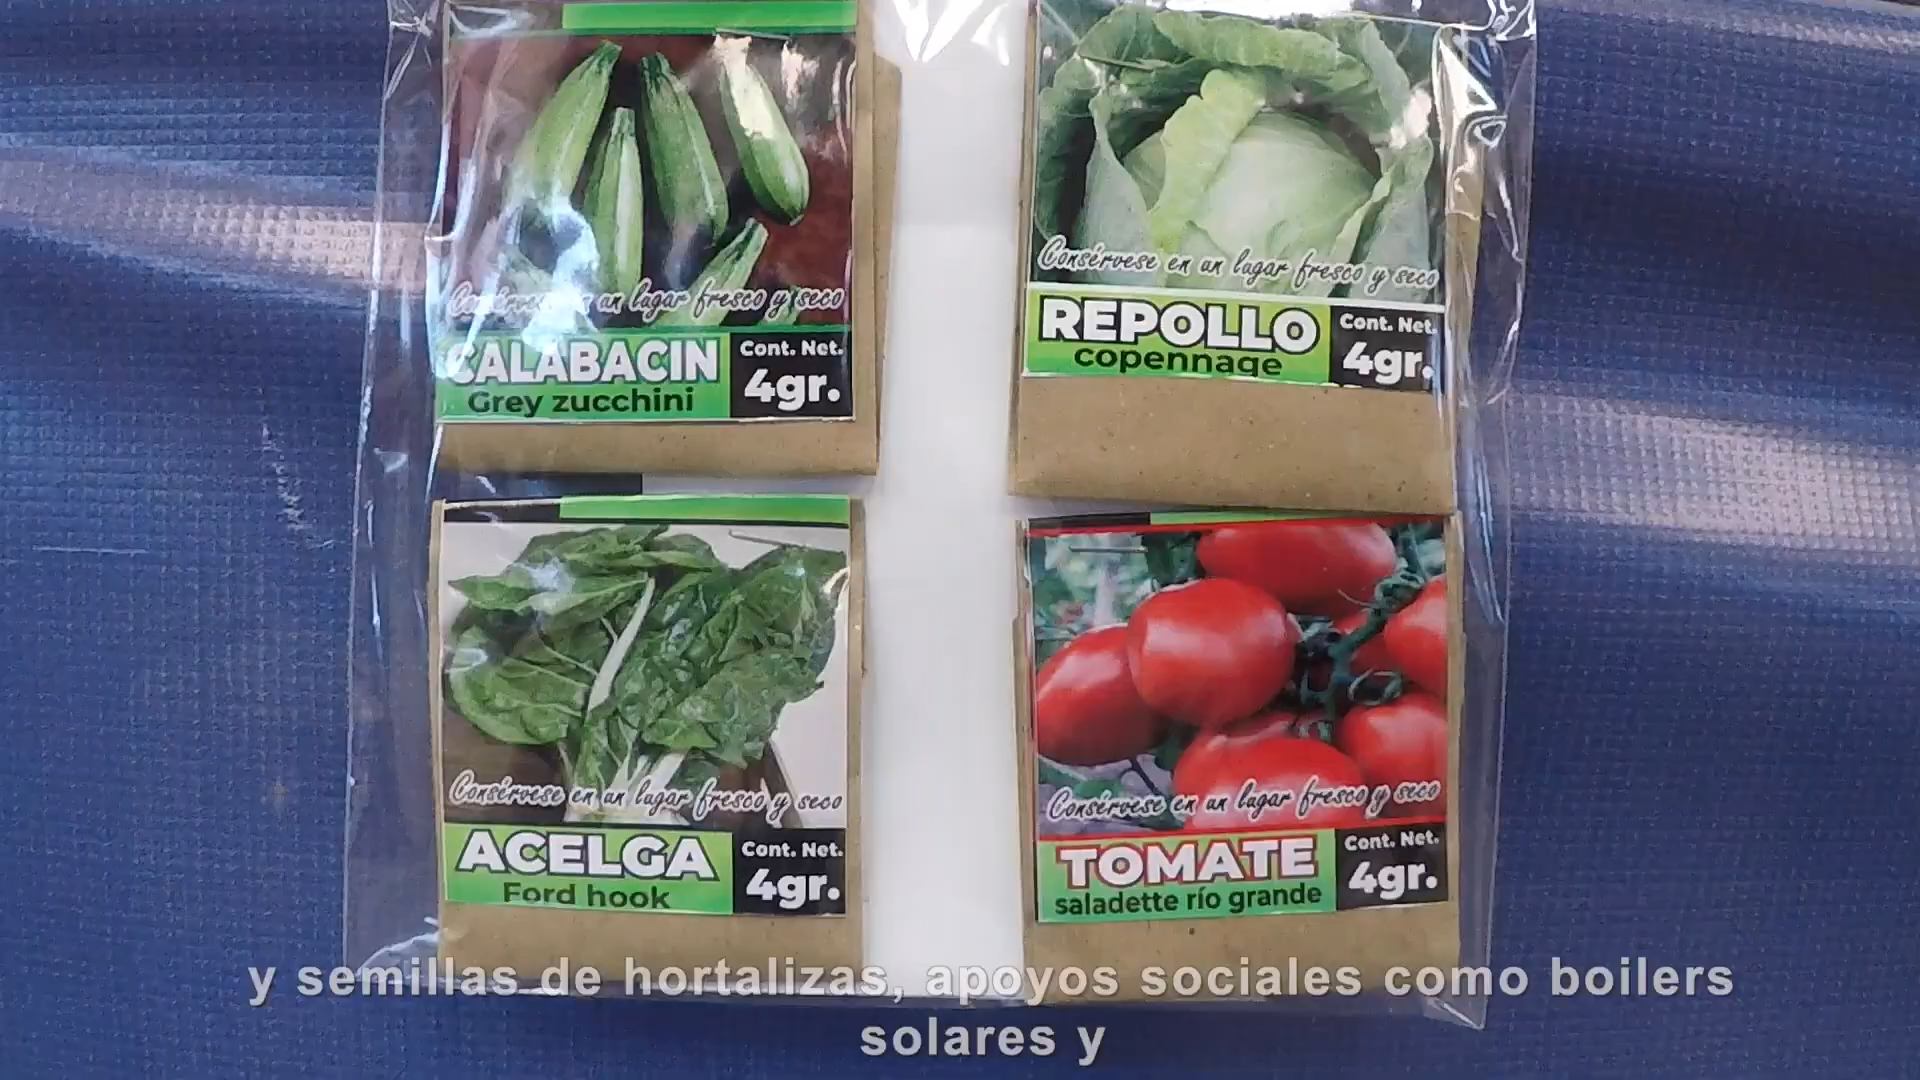 Consérvese en un lugar fresco y seco
CALABACIN
Grey zucchini
Cont. Net.
4gr.
Consérvese en un lugar fresco y seco
REPOLLO
copennage
Cont. Net.
4gr.
Consérvese en un lugar fresco y seco
ACELGA
Ford hook
Cont. Net.
4gr.
Consérvese en un lugar fresco y seco
TOMATE
saladette río grande
Cont. Net.
4gr.
y semillas de hortalizas, apoyos sociales como boilers
solares y